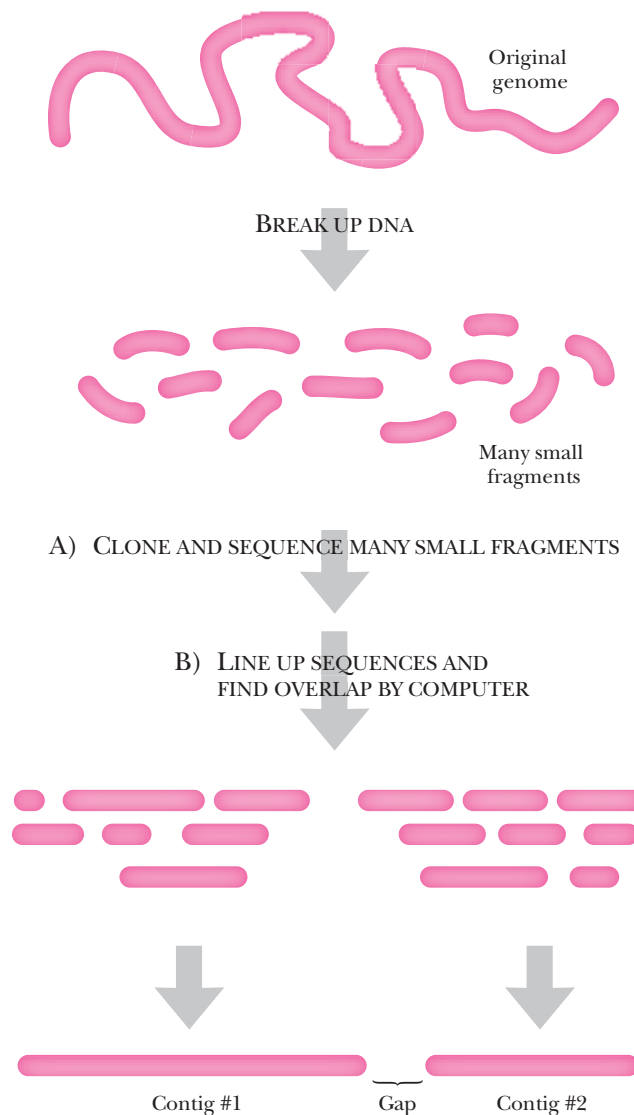 Original
genome
BREAK UP DNA
Many small
fragments
A) CLONE AND SEQUENCE MANY SMALL FRAGMENTS
B) LINE UP SEQUENCES AND
FIND OVERLAP BY COMPUTER
Contig #1 Gap Contig #2